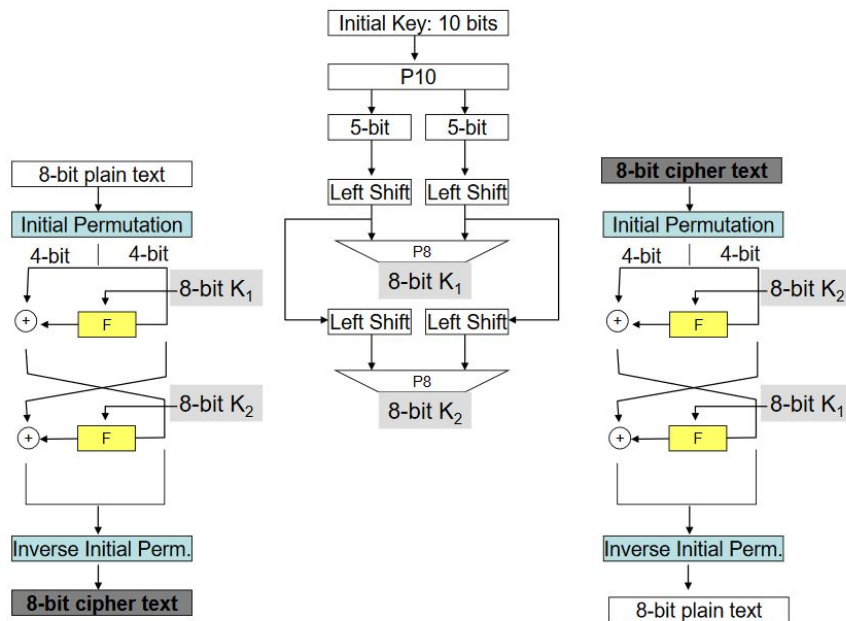 Initial Key: 10 bits
P10
5-bit 5-bit
Left Shift Left Shift
P8
8-bit K₁
Left Shift Left Shift
P8
8-bit K₂
8-bit plain text
Initial Permutation
4-bit 4-bit
8-bit K₁
+ F
8-bit K₂
+ F
Inverse Initial Perm.
8-bit cipher text
8-bit cipher text
Initial Permutation
4-bit 4-bit
8-bit K₂
+ F
8-bit K₁
+ F
Inverse Initial Perm.
8-bit plain text